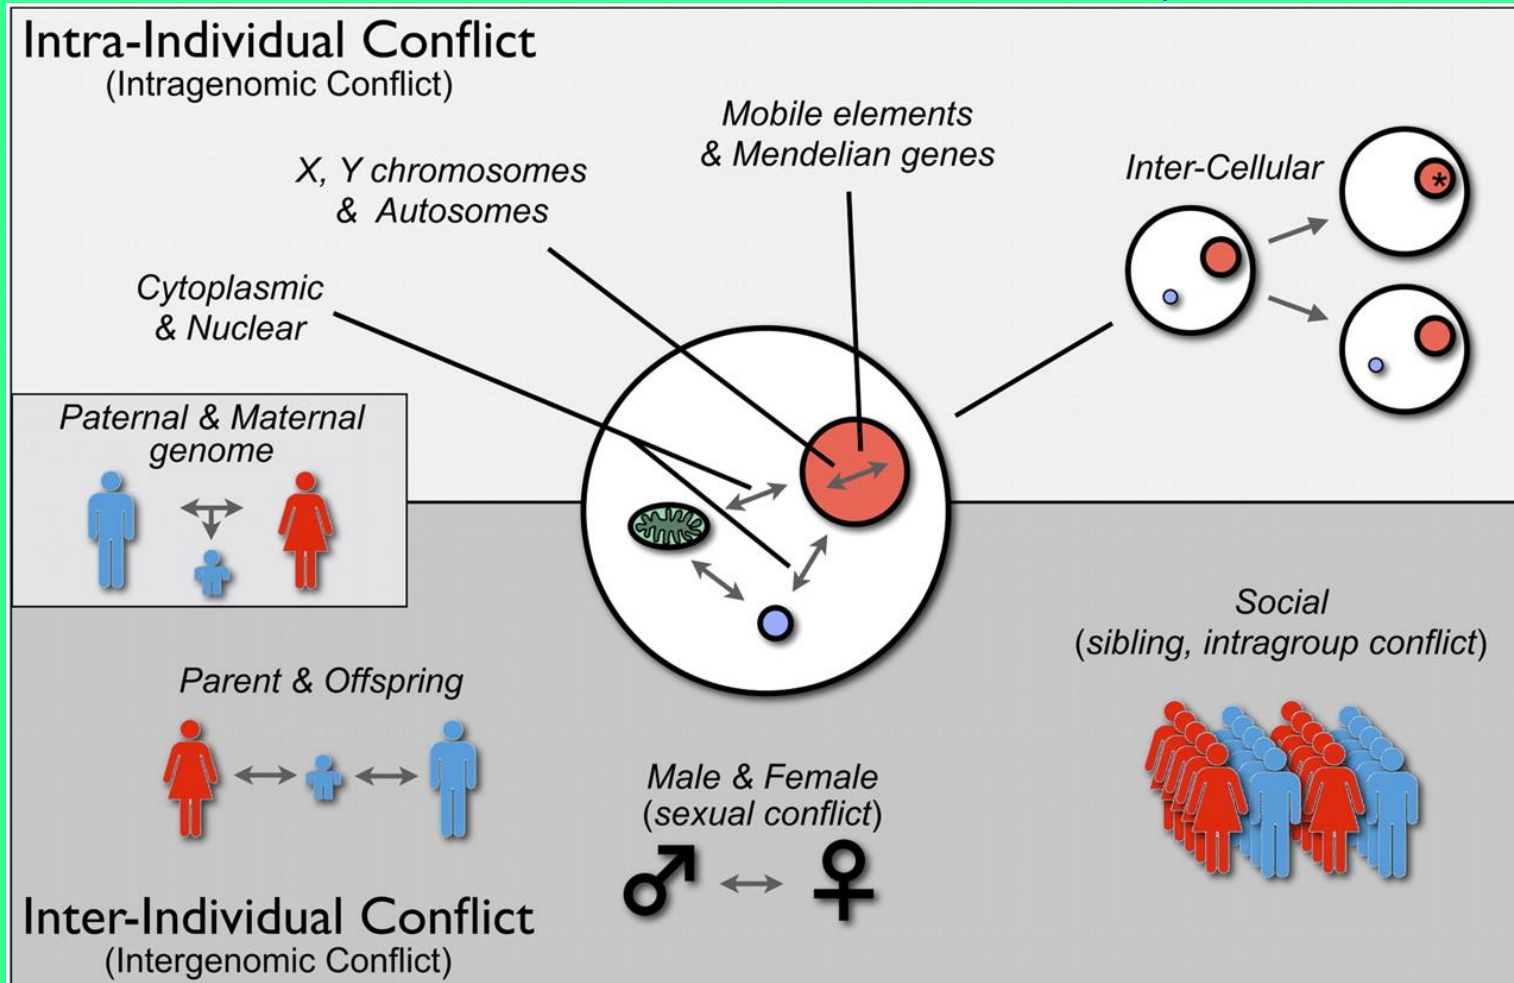 Intra-Individual Conflict
(Intragenomic Conflict)
Mobile elements
& Mendelian genes
X, Y chromosomes
& Autosomes
Inter-Cellular
*
Cytoplasmic
& Nuclear
Paternal & Maternal
genome
Social
(sibling, intragroup conflict)
Parent & Offspring
Male & Female
(sexual conflict)
♂ ♀
Inter-Individual Conflict
(Intergenomic Conflict)